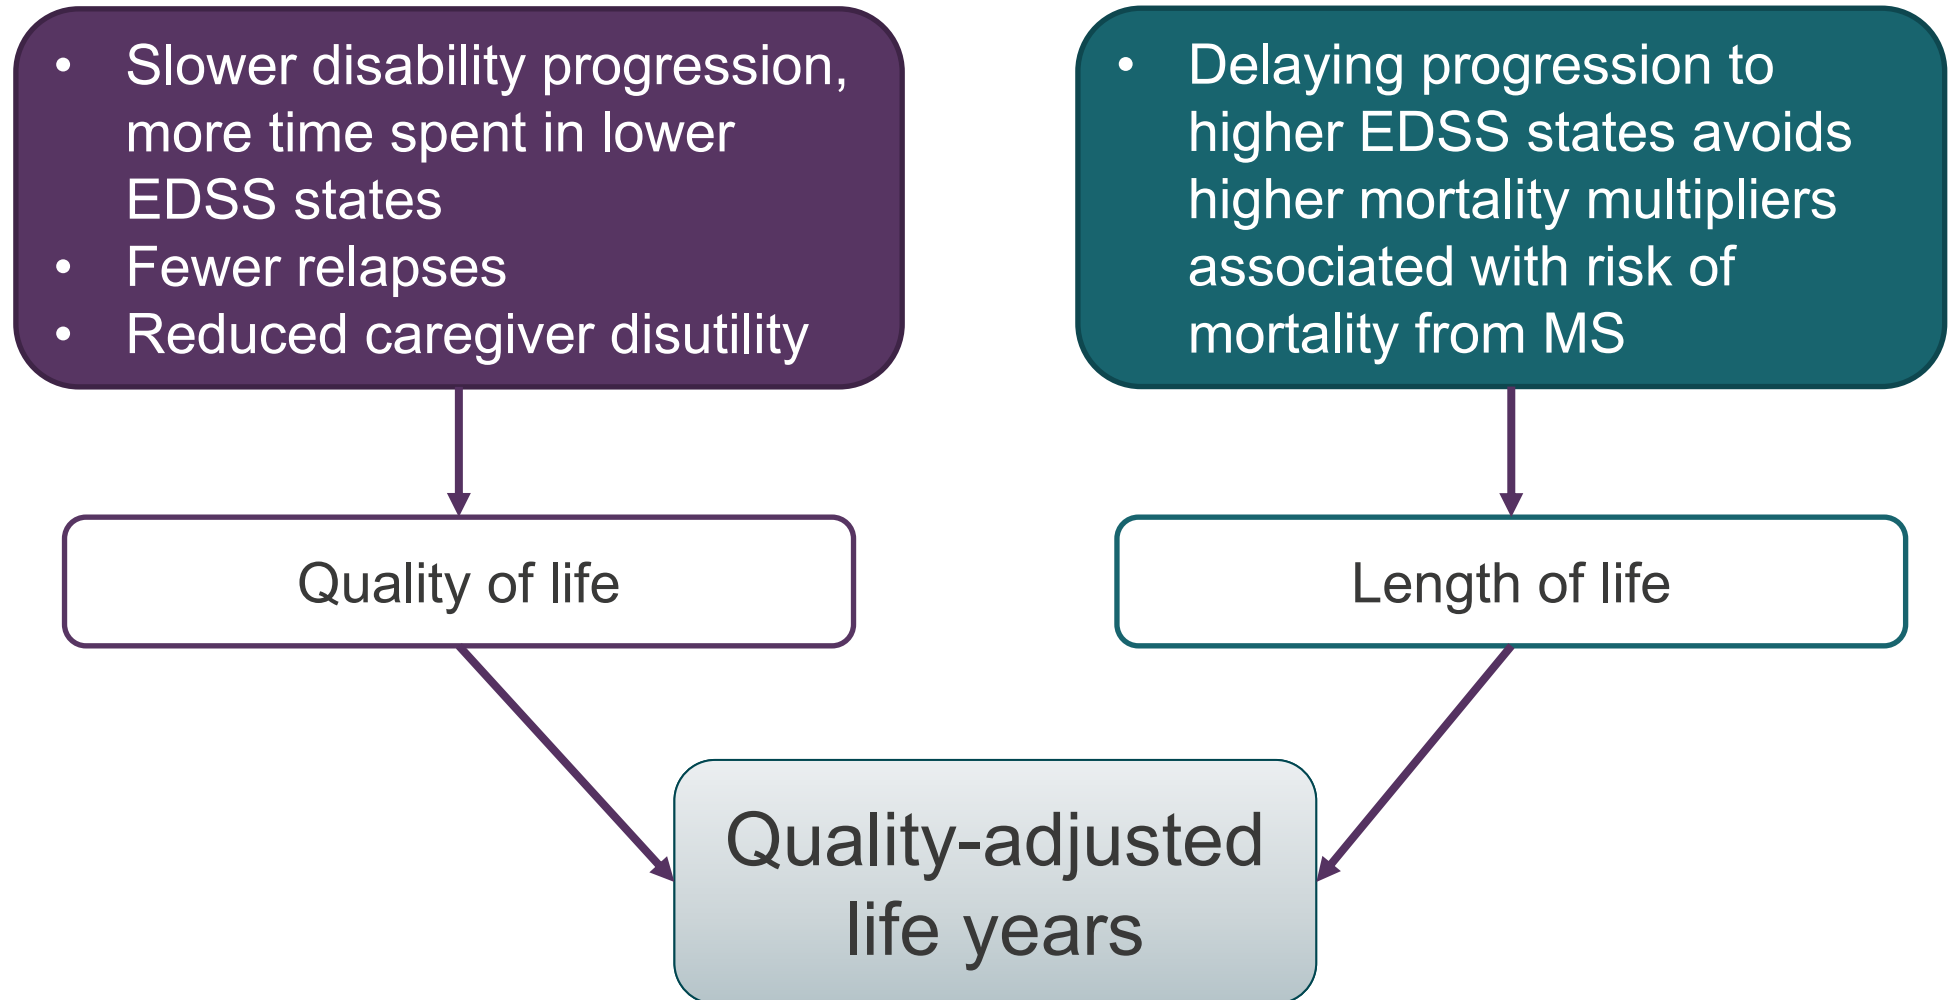 • Slower disability progression,
more time spent in lower
EDSS states
• Fewer relapses
• Reduced caregiver disutility
• Delaying progression to
higher EDSS states avoids
higher mortality multipliers
associated with risk of
mortality from MS
Quality of life
Length of life
Quality-adjusted
life years